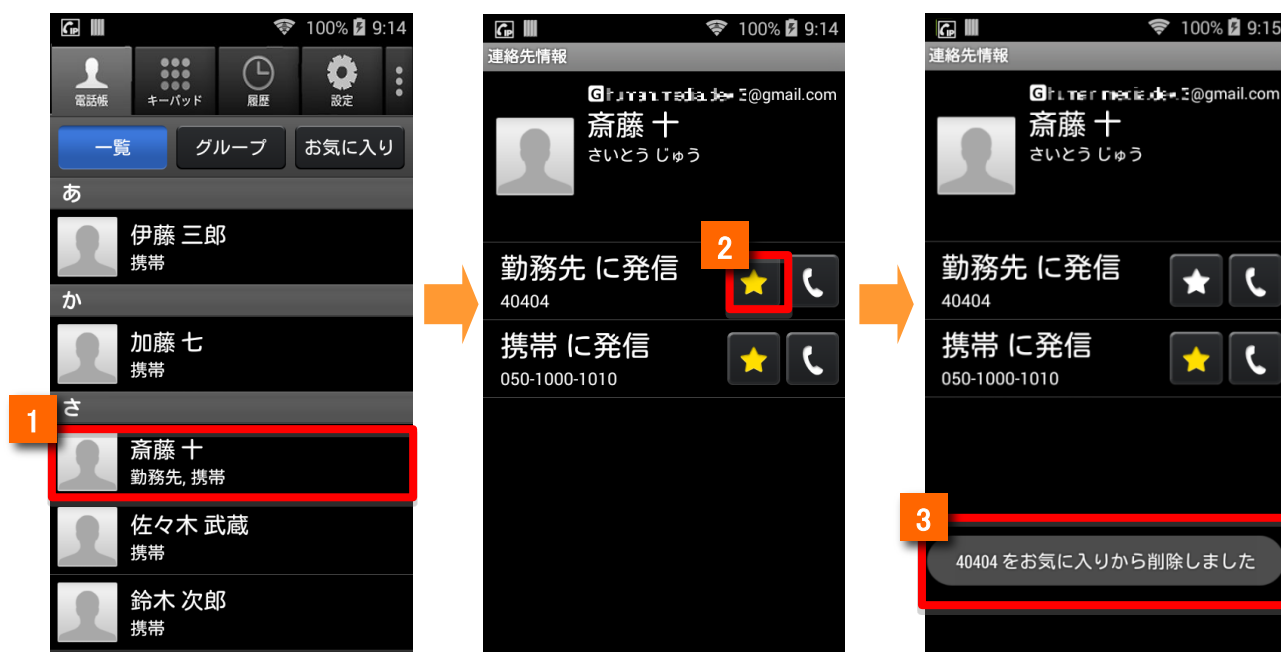 100% 9:14
電話帳 キーパッド 履歴 設定
一覧 グループ お気に入り
あ
伊藤 三郎
携帯
か
加藤 七
携帯
さ
1
斎藤 十
勤務先, 携帯
佐々木 武蔵
携帯
鈴木 次郎
携帯
100% 9:14
連絡先情報
@gmail.com
斎藤 十
さいとう じゅう
2
勤務先 に発信
40404
携帯 に発信
050-1000-1010
100% 9:15
連絡先情報
@gmail.com
斎藤 十
さいとう じゅう
勤務先 に発信
40404
携帯 に発信
050-1000-1010
3
40404 をお気に入りから削除しました